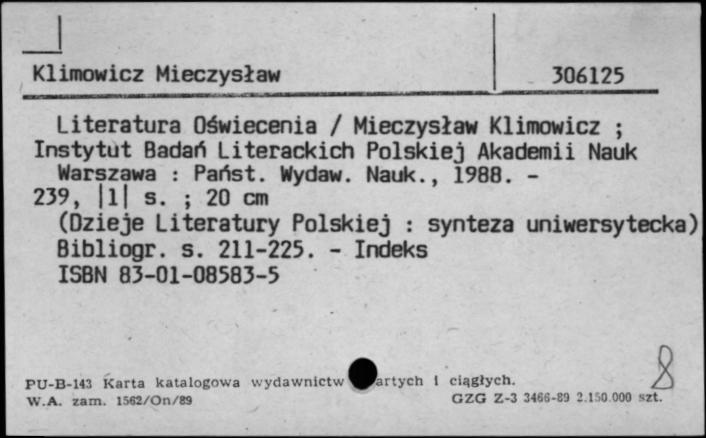 Klimowicz Mieczysław 306125
Literatura Oświecenia / Mieczysław Klimowicz ;
Instytut Badań Literackich Polskiej Akademii Nauk
Warszawa : Państ. Wydaw. Nauk., 1988. -
239, |1| s. ; 20 cm
(Dzieje Literatury Polskiej : synteza uniwersytecka)
Bibliogr. s. 211-225. - Indeks
ISBN 83-01-08583-5
8
PU-B-143 Karta katalogowa wydawnictw artych i ciągłych.
W.A. zam. 1562/On/89 GZG Z-3 3466-89 2.150.000 szt.